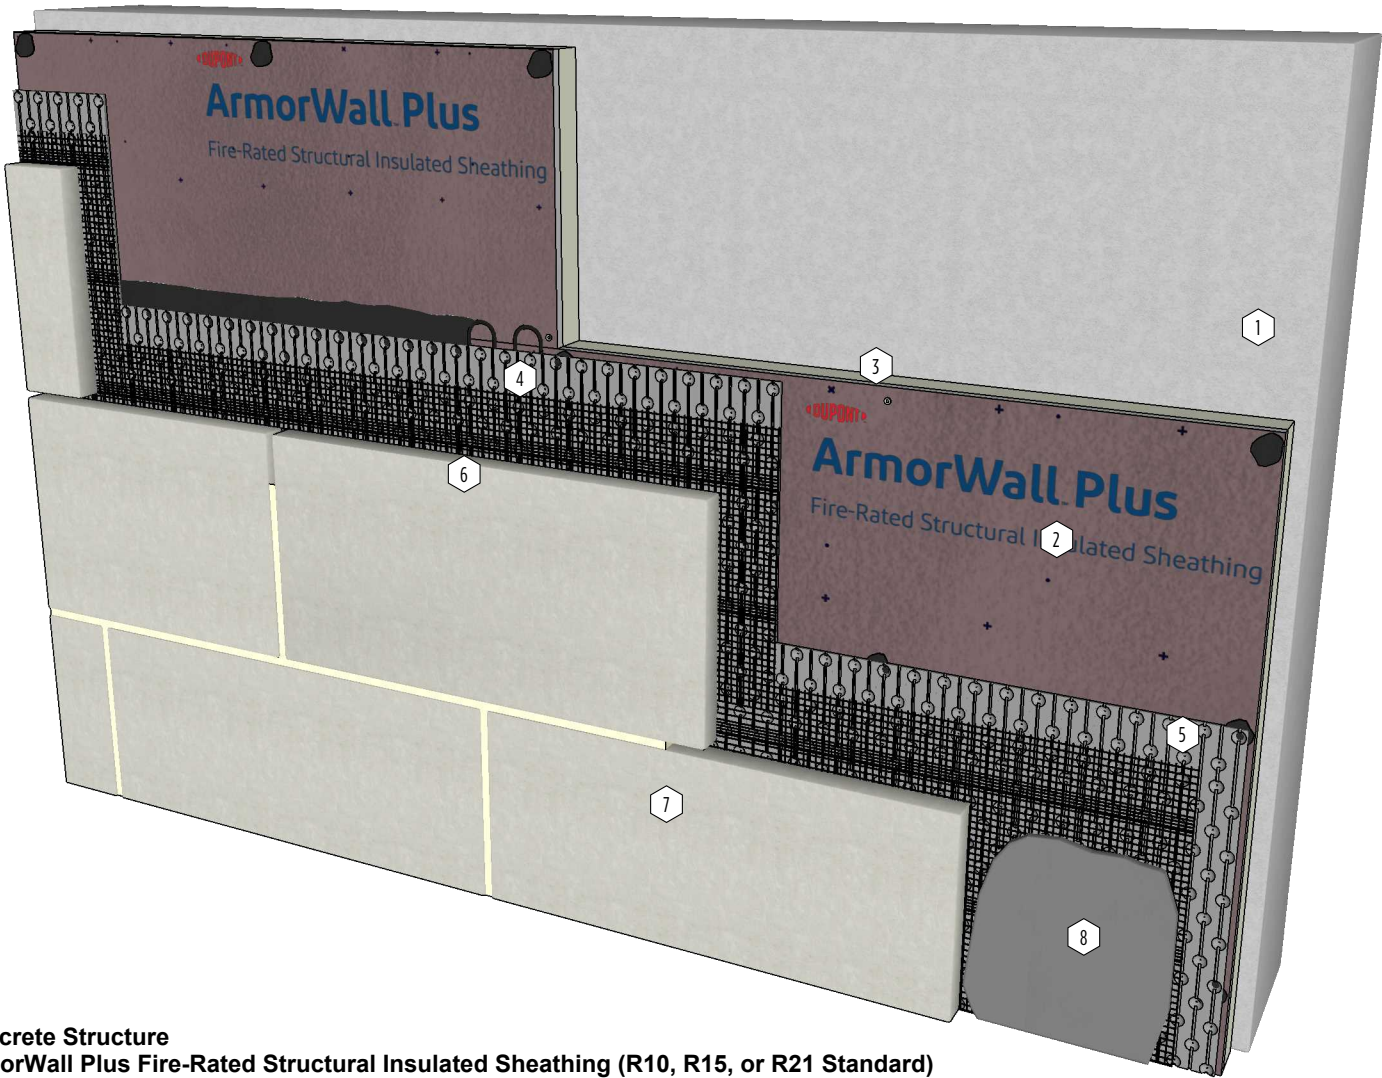 DUPONT
ArmorWall Plus
Fire-Rated Structural Insulated Sheathing
1
3
4
DUPONT
ArmorWall Plus
6
Fire-Rated Structural I lated Sheathing
2
5
7
8
crete Structure
orWall Plus Fire-Rated Structural Insulated Sheathing (R10, R15, or R21 Standard)